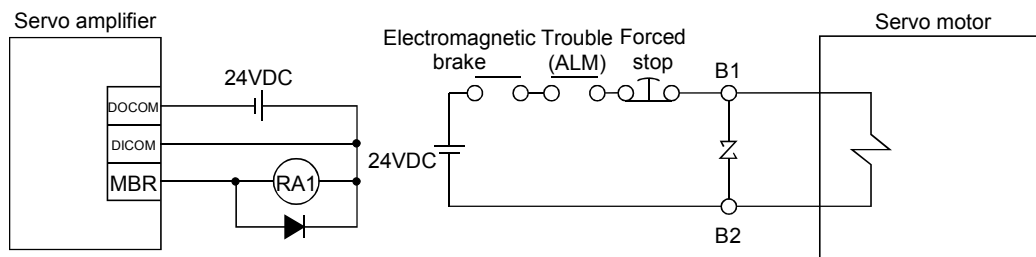 Servo amplifier
DOCOM
DICOM
MBR
24VDC
RA1
Electromagnetic
brake
Trouble
(ALM)
Forced
stop
24VDC
B1
B2
Servo motor